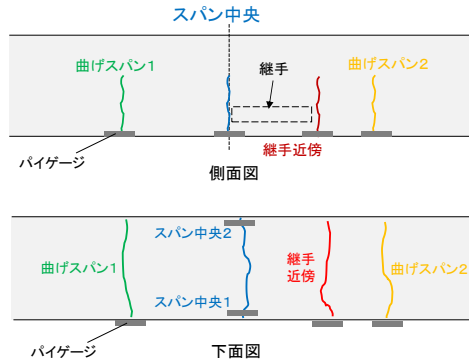 スパン中央
曲げスパン1
継手
曲げスパン2
パイゲージ
継手近傍
側面図
スパン中央2
曲げスパン1
継手
近傍
曲げスパン2
スパン中央1
パイゲージ
下面図